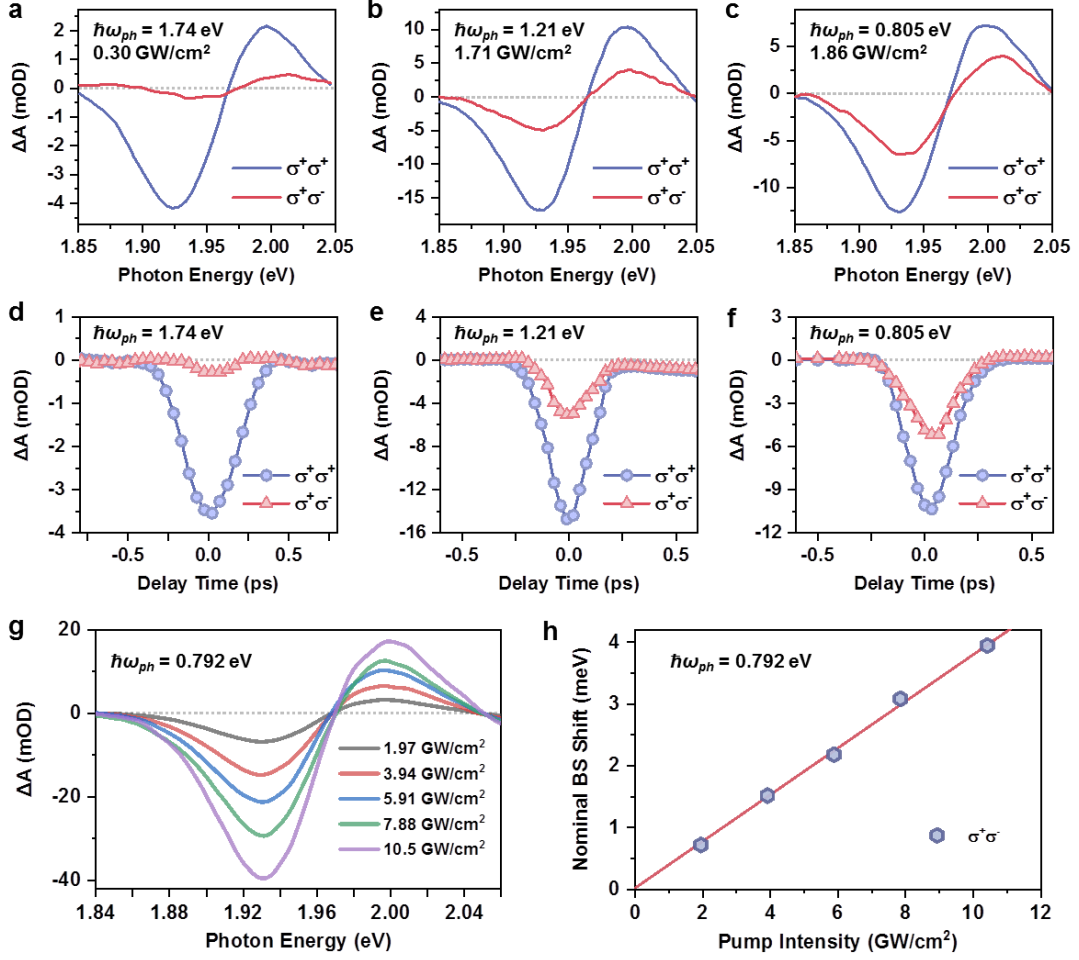 a
ħω_ph = 1.74 eV
0.30 GW/cm²
2
1
0
-1
-2
-3
-4
ΔA (mOD)
σ⁺σ⁺
σ⁺σ⁻
1.85 1.90 1.95 2.00 2.05
Photon Energy (eV)
b
ħω_ph = 1.21 eV
1.71 GW/cm²
10
5
0
-5
-10
-15
ΔA (mOD)
σ⁺σ⁺
σ⁺σ⁻
1.85 1.90 1.95 2.00 2.05
Photon Energy (eV)
c
ħω_ph = 0.805 eV
1.86 GW/cm²
5
0
-5
-10
ΔA (mOD)
σ⁺σ⁺
σ⁺σ⁻
1.85 1.90 1.95 2.00 2.05
Photon Energy (eV)
d
ħω_ph = 1.74 eV
1
0
-1
-2
-3
-4
ΔA (mOD)
σ⁺σ⁺
σ⁺σ⁻
-0.5 0.0 0.5
Delay Time (ps)
e
ħω_ph = 1.21 eV
4
0
-4
-8
-12
-16
ΔA (mOD)
σ⁺σ⁺
σ⁺σ⁻
-0.5 0.0 0.5
Delay Time (ps)
f
ħω_ph = 0.805 eV
3
0
-3
-6
-9
-12
ΔA (mOD)
σ⁺σ⁺
σ⁺σ⁻
-0.5 0.0 0.5
Delay Time (ps)
g
ħω_ph = 0.792 eV
20
0
-20
-40
ΔA (mOD)
1.97 GW/cm²
3.94 GW/cm²
5.91 GW/cm²
7.88 GW/cm²
10.5 GW/cm²
1.84 1.88 1.92 1.96 2.00 2.04
Photon Energy (eV)
h
ħω_ph = 0.792 eV
4
3
2
1
0
Nominal BS Shift (meV)
σ⁺σ⁻
0 2 4 6 8 10 12
Pump Intensity (GW/cm²)